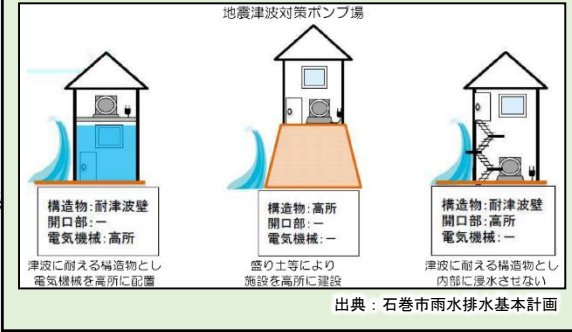 地震津波対策ポンプ場
構造物:耐津波壁
開口部:ー
電気機械:高所
津波に耐える構造物とし
電気機械を高所に配置
構造物:高所
開口部:ー
電気機械:ー
盛り土等により
施設を高所に建設
構造物:耐津波壁
開口部:高所
電気機械:ー
津波に耐える構造物とし
内部に浸水させない
出典：石巻市雨水排水基本計画